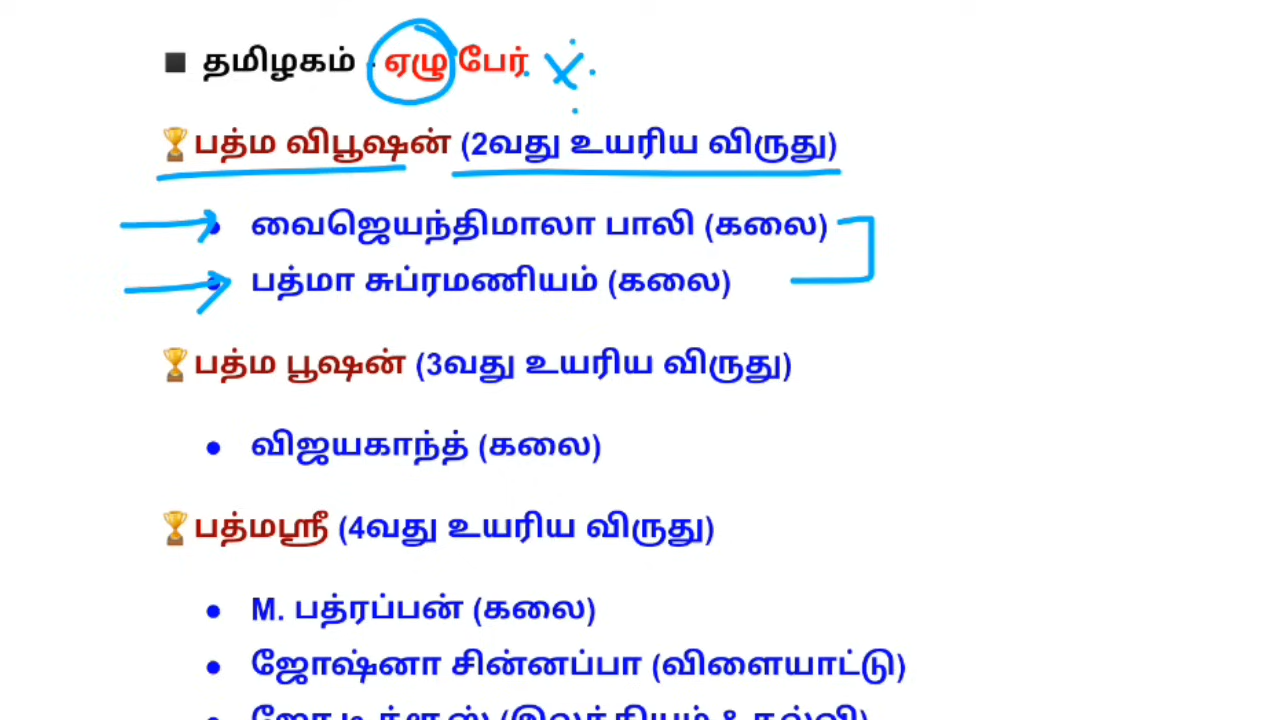 ■ தமிழகம் - ஏழு பேர்
🏆பத்ம விபூஷன் (2வது உயரிய விருது)
● வைஜெயந்திமாலா பாலி (கலை)
● பத்மா சுப்ரமணியம் (கலை)
🏆பத்ம பூஷன் (3வது உயரிய விருது)
● விஜயகாந்த் (கலை)
🏆பத்மஸ்ரீ (4வது உயரிய விருது)
● M. பத்ரப்பன் (கலை)
● ஜோஷ்னா சின்னப்பா (விளையாட்டு)